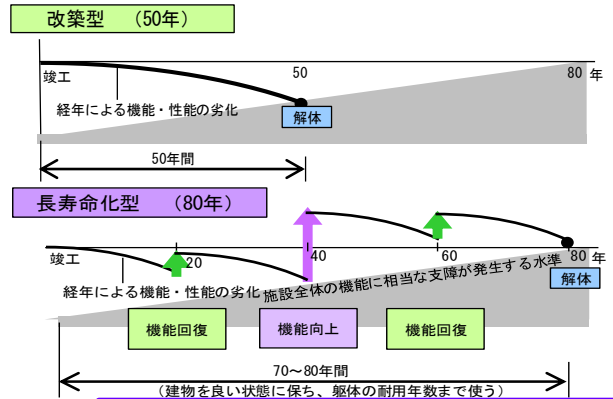 改築型　（50年）
竣工
50
80 年
経年による機能・性能の劣化
解体
50年間
長寿命化型　（80年）
竣工
20
40
60
80 年
施設全体の機能に相当な支障が発生する水準
経年による機能・性能の劣化
解体
機能回復
機能向上
機能回復
70～80年間
（建物を良い状態に保ち、躯体の耐用年数まで使う）